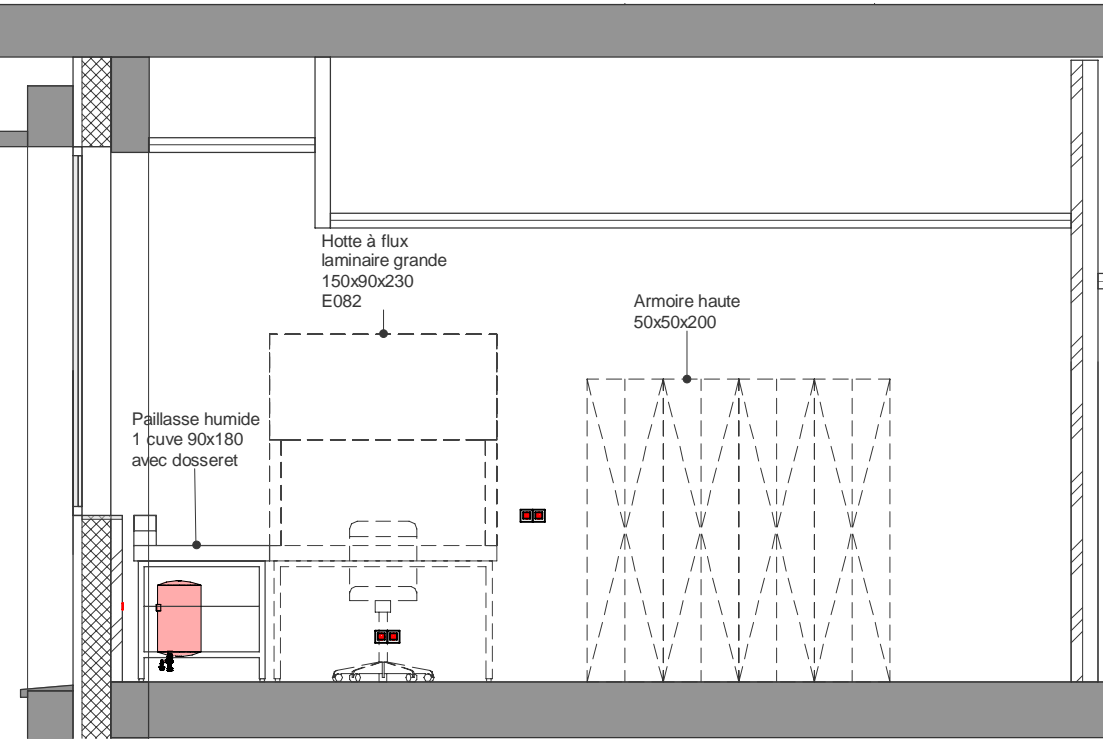 Hotte à flux
laminaire grande
150x90x230
E082
Armoire haute
50x50x200
Paillasse humide
1 cuve 90x180
avec dosseret